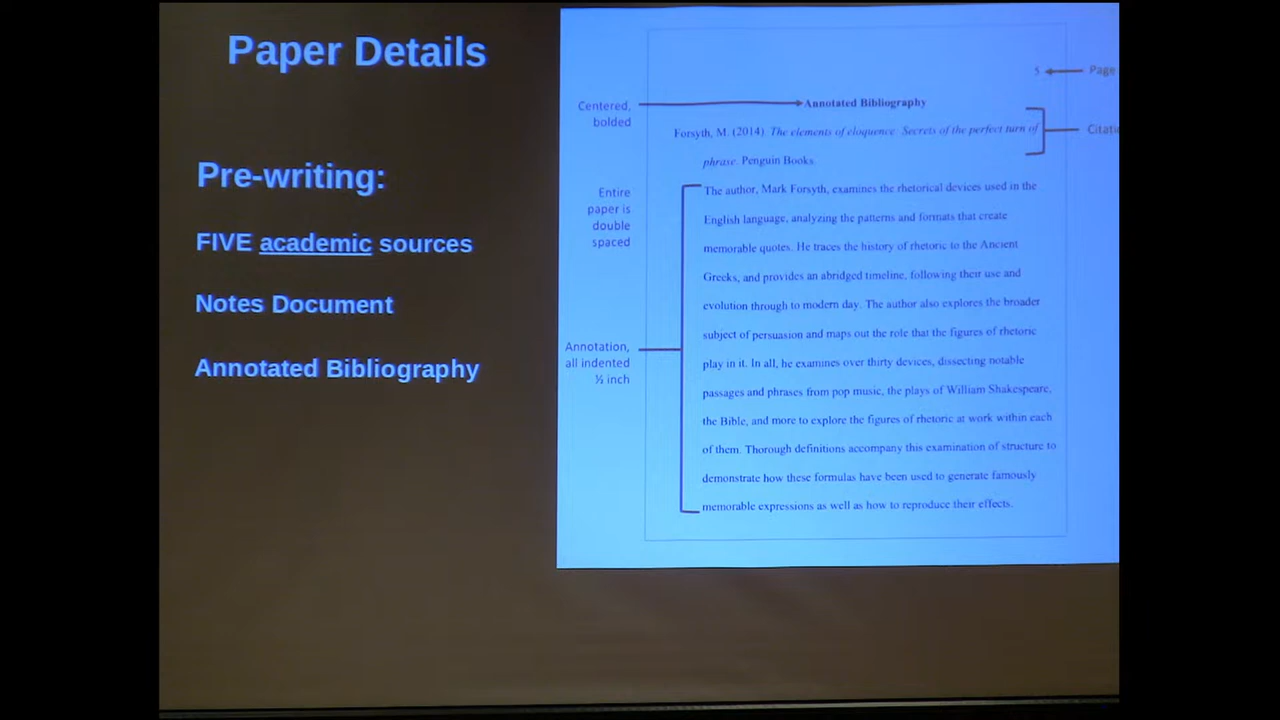 Paper Details
Pre-writing:
FIVE academic sources
Notes Document
Annotated Bibliography
5
Page
Centered,
bolded
Annotated Bibliography
Forsyth, M. (2014). The elements of eloquence: Secrets of the perfect turn of
phrase. Penguin Books.
Entire
paper is
double
spaced
Annotation,
all indented
½ inch
The author, Mark Forsyth, examines the rhetorical devices used in the
English language, analyzing the patterns and formats that create
memorable quotes. He traces the history of rhetoric to the Ancient
Greeks, and provides an abridged timeline, following their use and
evolution through to modern day. The author also explores the broader
subject of persuasion and maps out the role that the figures of rhetoric
play in it. In all, he examines over thirty devices, dissecting notable
passages and phrases from pop music, the plays of William Shakespeare,
the Bible, and more to explore the figures of rhetoric at work within each
of them. Thorough definitions accompany this examination of structure to
demonstrate how these formulas have been used to generate famously
memorable expressions as well as how to reproduce their effects.